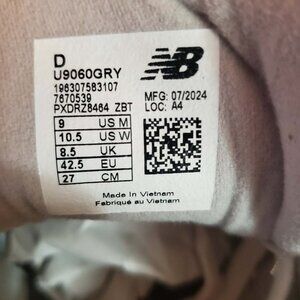 D
U9060GRY
196307583107
7670539
PXDRZ8464 ZBT
NB
MFG: 07/2024
LOC: A4
9 US M
10.5 US W
8.5 UK
42.5 EU
27 CM
Made in Vietnam
Fabriqué au Vietnam